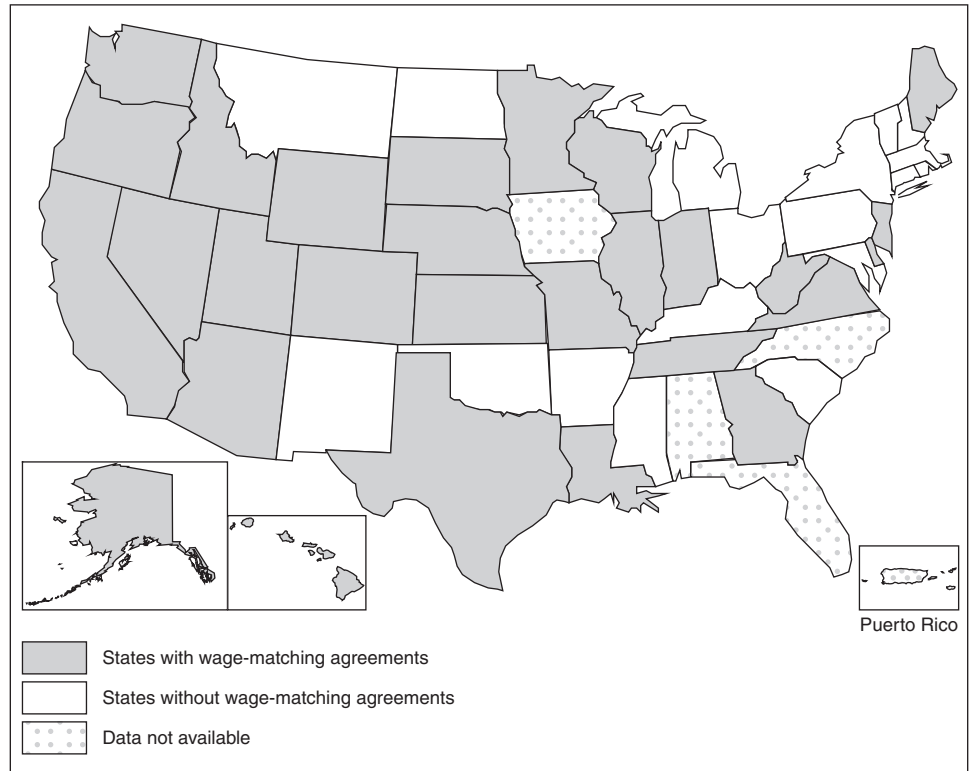 Puerto Rico
States with wage-matching agreements
States without wage-matching agreements
Data not available